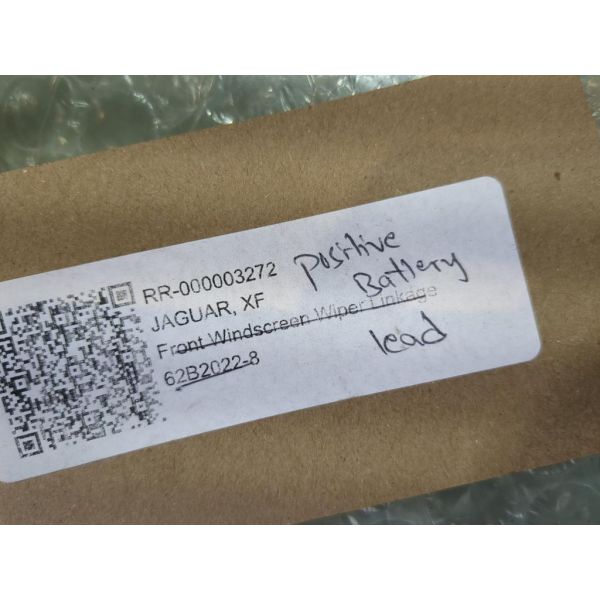 RR-000003272
JAGUAR, XF
Front Windscreen Wiper Linkage
62B2022-8
Positive
Battery
lead